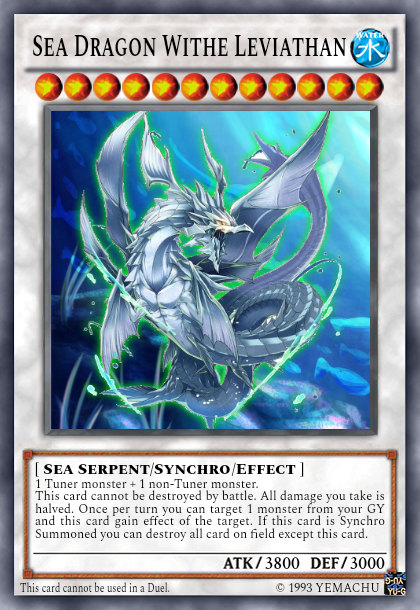 SEA DRAGON WITHE LEVIATHAN
WATER
水
[ SEA SERPENT/SYNCHRO/EFFECT ]
1 Tuner monster + 1 non-Tuner monster.
This card cannot be destroyed by battle. All damage you take is
halved. Once per turn you can target 1 monster from your GY
and this card gain effect of the target. If this card is Synchro
Summoned you can destroy all card on field except this card.
ATK/3800 DEF/3000
This card cannot be used in a Duel.
© 1993 YEMACHU